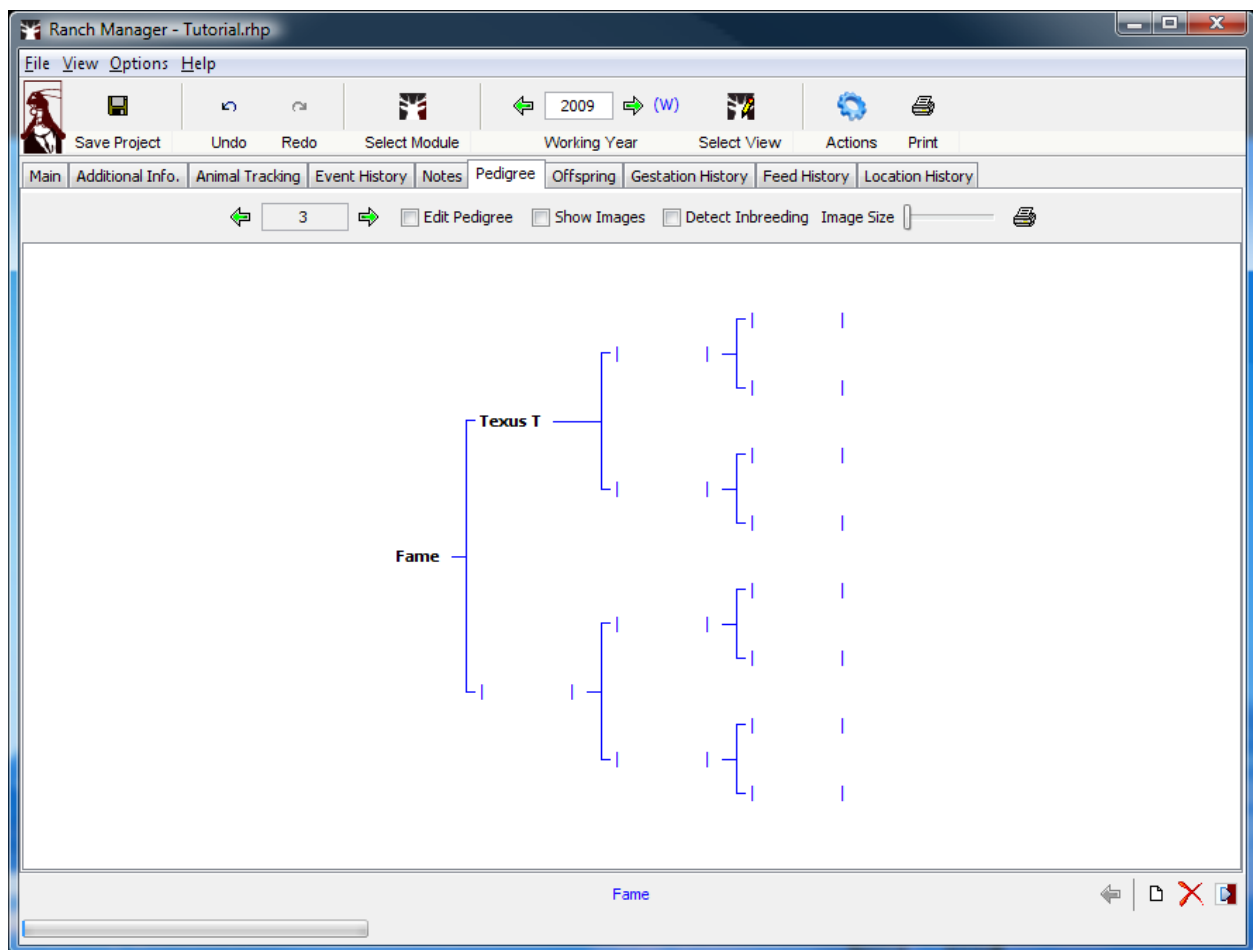 Ranch Manager - Tutorial.rhp
File View Options Help
2009 (W)
Save Project Undo Redo Select Module Working Year Select View Actions Print
Main Additional Info. Animal Tracking Event History Notes Pedigree Offspring Gestation History Feed History Location History
3 Edit Pedigree Show Images Detect Inbreeding Image Size
Texus T
Fame
Fame